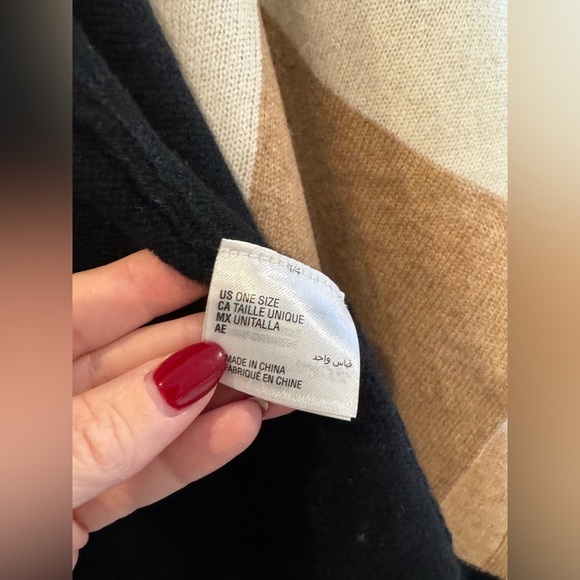 US ONE SIZE
CA TAILLE UNIQUE
MX UNITALLA
AE
قياس واحد
MADE IN CHINA
FABRIQUÉ EN CHINE